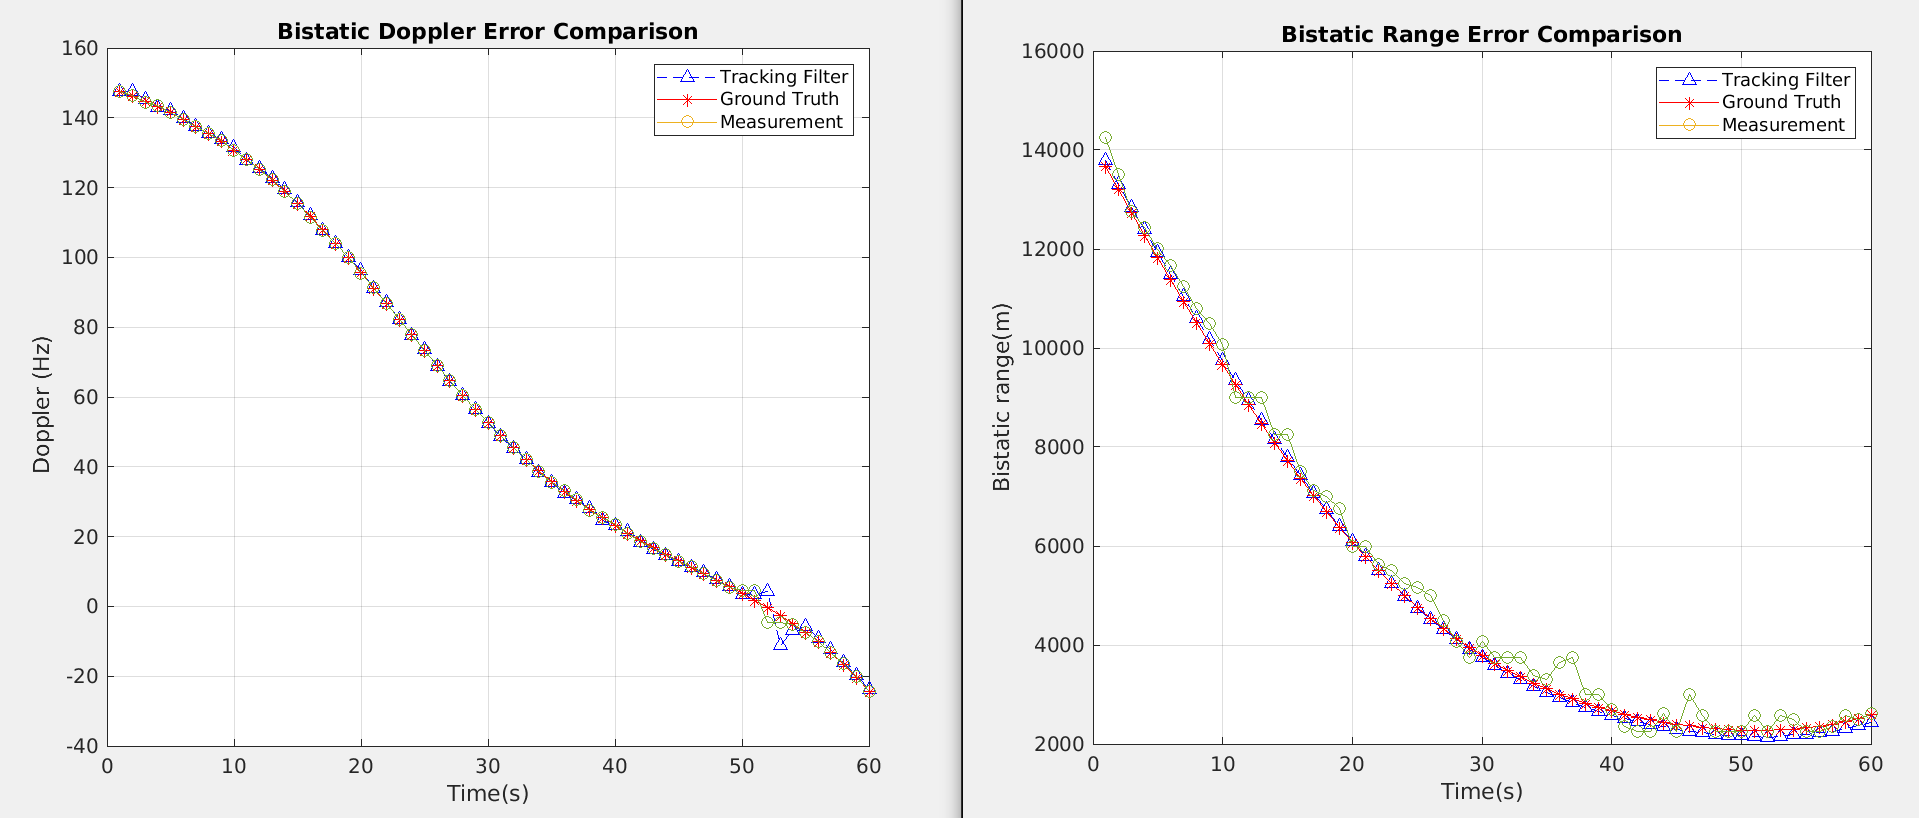 Bistatic Doppler Error Comparison
160
140
120
100
80
60
40
20
0
-20
-40
Doppler (Hz)
Tracking Filter
Ground Truth
Measurement
0 10 20 30 40 50 60
Time(s)
Bistatic Range Error Comparison
16000
14000
12000
10000
8000
6000
4000
2000
Bistatic range(m)
Tracking Filter
Ground Truth
Measurement
0 10 20 30 40 50 60
Time(s)